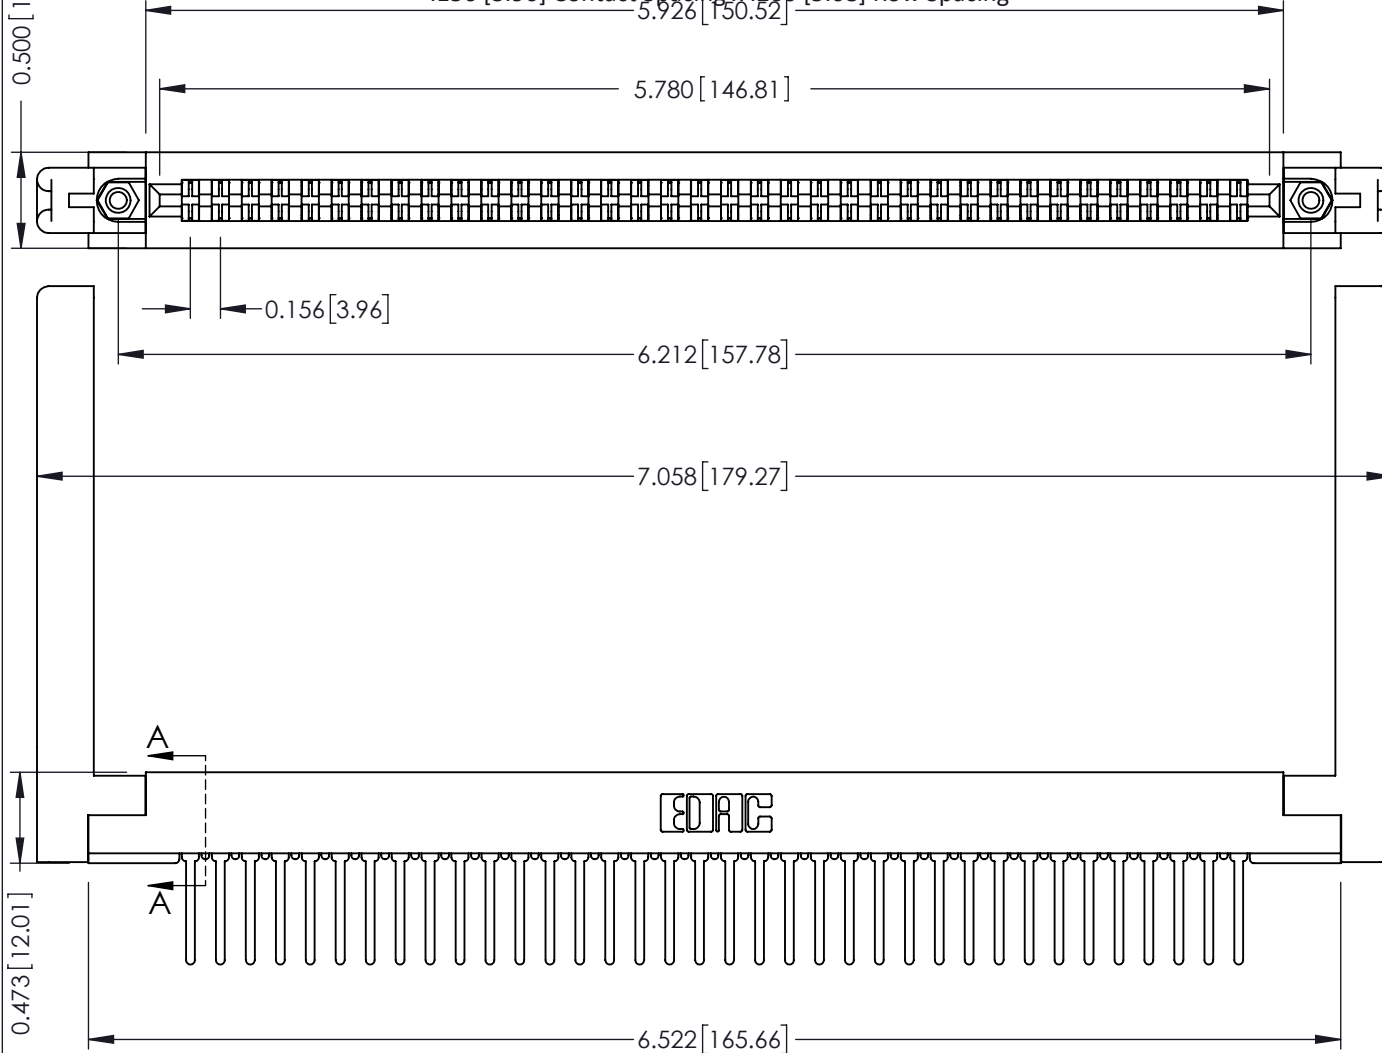 5.926 [150.52]
5.780 [146.81]
0.156 [3.96]
6.212 [157.78]
7.058 [179.27]
A
EDAC
A
0.473 [12.01]
6.522 [165.66]